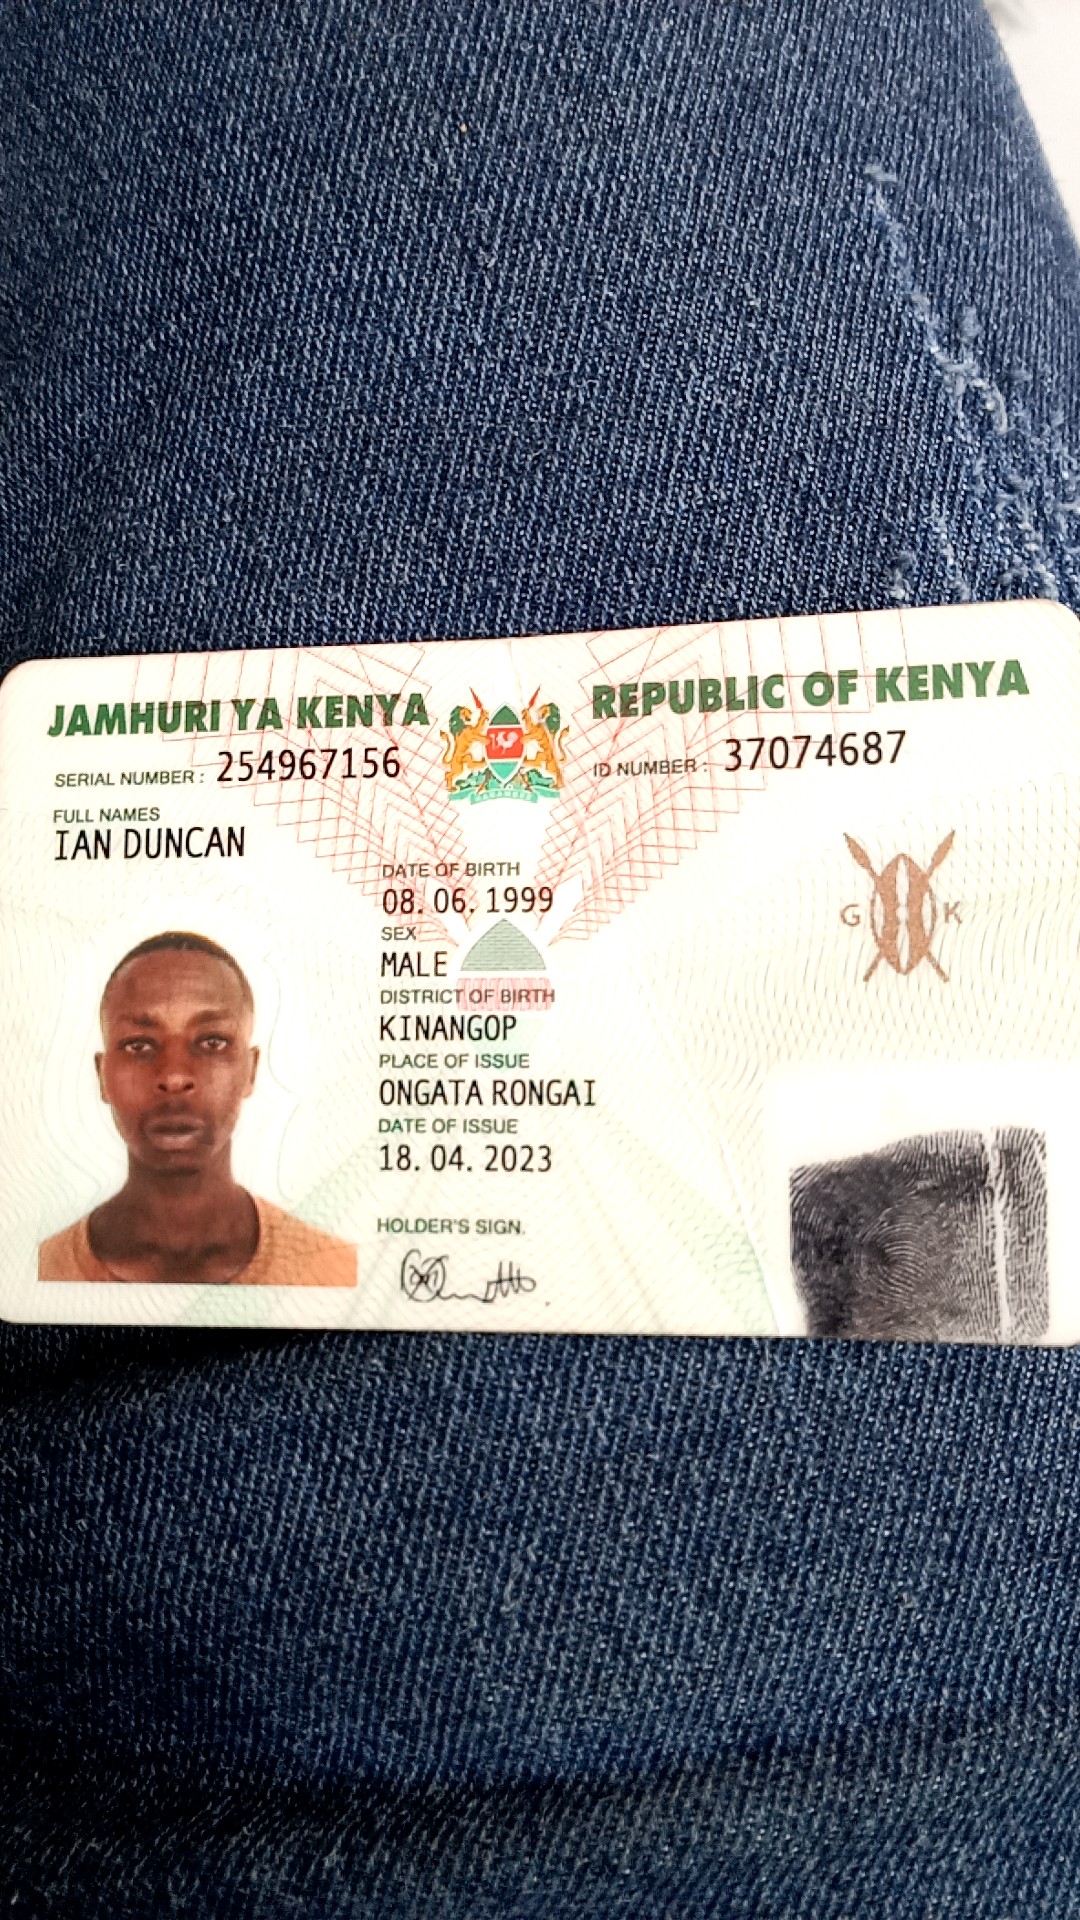 JAMHURI YA KENYA
REPUBLIC OF KENYA
SERIAL NUMBER : 254967156
ID NUMBER : 37074687
FULL NAMES
IAN DUNCAN
DATE OF BIRTH
08. 06. 1999
SEX
MALE
DISTRICT OF BIRTH
KINANGOP
PLACE OF ISSUE
ONGATA RONGAI
DATE OF ISSUE
18. 04. 2023
HOLDER'S SIGN.
G K
HARAMBEE